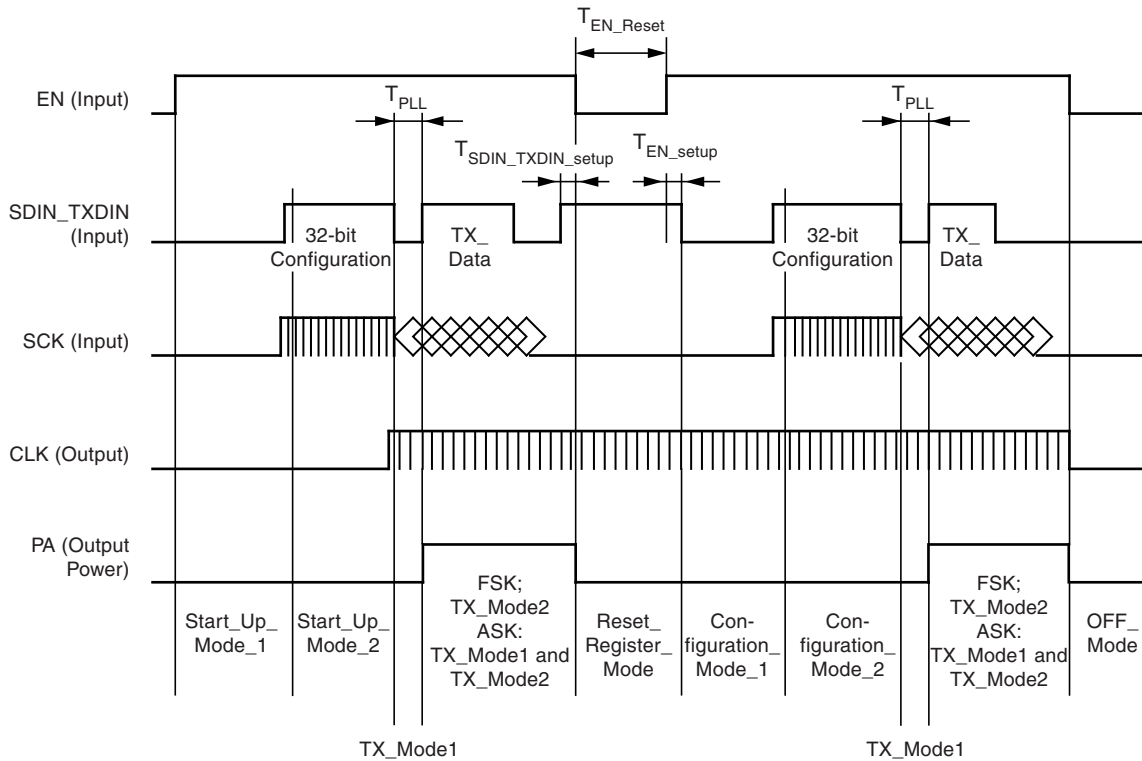 T_EN_Reset
EN (Input)
T_PLL
T_PLL
T_SDIN_TXDIN_setup
T_EN_setup
SDIN_TXDIN
(Input)
32-bit
Configuration
TX_
Data
32-bit
Configuration
TX_
Data
SCK (Input)
CLK (Output)
PA (Output
Power)
Start_Up_
Mode_1
Start_Up_
Mode_2
FSK;
TX_Mode2
ASK:
TX_Mode1 and
TX_Mode2
Reset_
Register_
Mode
Con-
figuration_
Mode_1
Con-
figuration_
Mode_2
FSK;
TX_Mode2
ASK:
TX_Mode1 and
TX_Mode2
OFF_
Mode
TX_Mode1
TX_Mode1